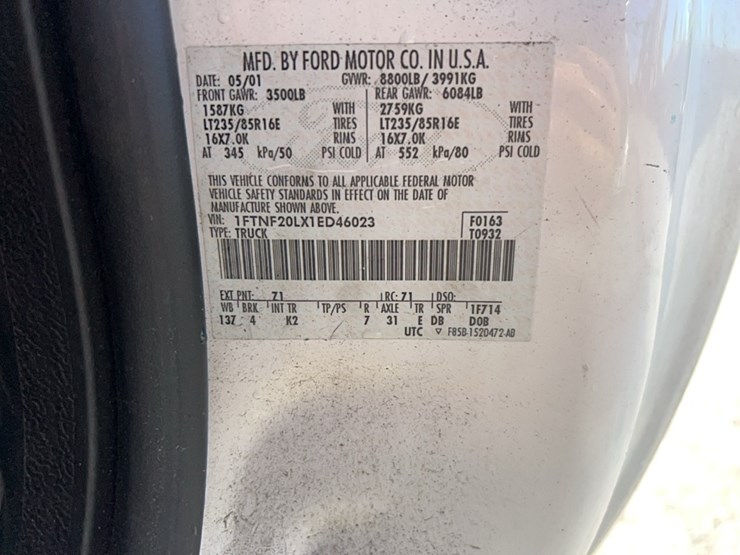 MFD. BY FORD MOTOR CO. IN U.S.A.
DATE: 05/01 GVWR: 8800LB/ 3991KG
FRONT GAWR: 3500LB REAR GAWR: 6084LB
1587KG WITH 2759KG WITH
LT235/85R16E TIRES LT235/85R16E TIRES
16X7.0K RIMS 16X7.0K RIMS
AT 345 kPa/50 PSI COLD AT 552 kPa/80 PSI COLD
THIS VEHICLE CONFORMS TO ALL APPLICABLE FEDERAL MOTOR
VEHICLE SAFETY STANDARDS IN EFFECT ON THE DATE OF
MANUFACTURE SHOWN ABOVE.
VIN: 1FTNF20LX1ED46023 F0163
TYPE: TRUCK T0932
EXT PNT: Z1 RC: 71 DSO:
WB BRK INT TR TP/PS R AXLE TR SPR 1F714
137 4 K2 7 31 E DB DOB
UTC ▽ F85B-1520472-AB